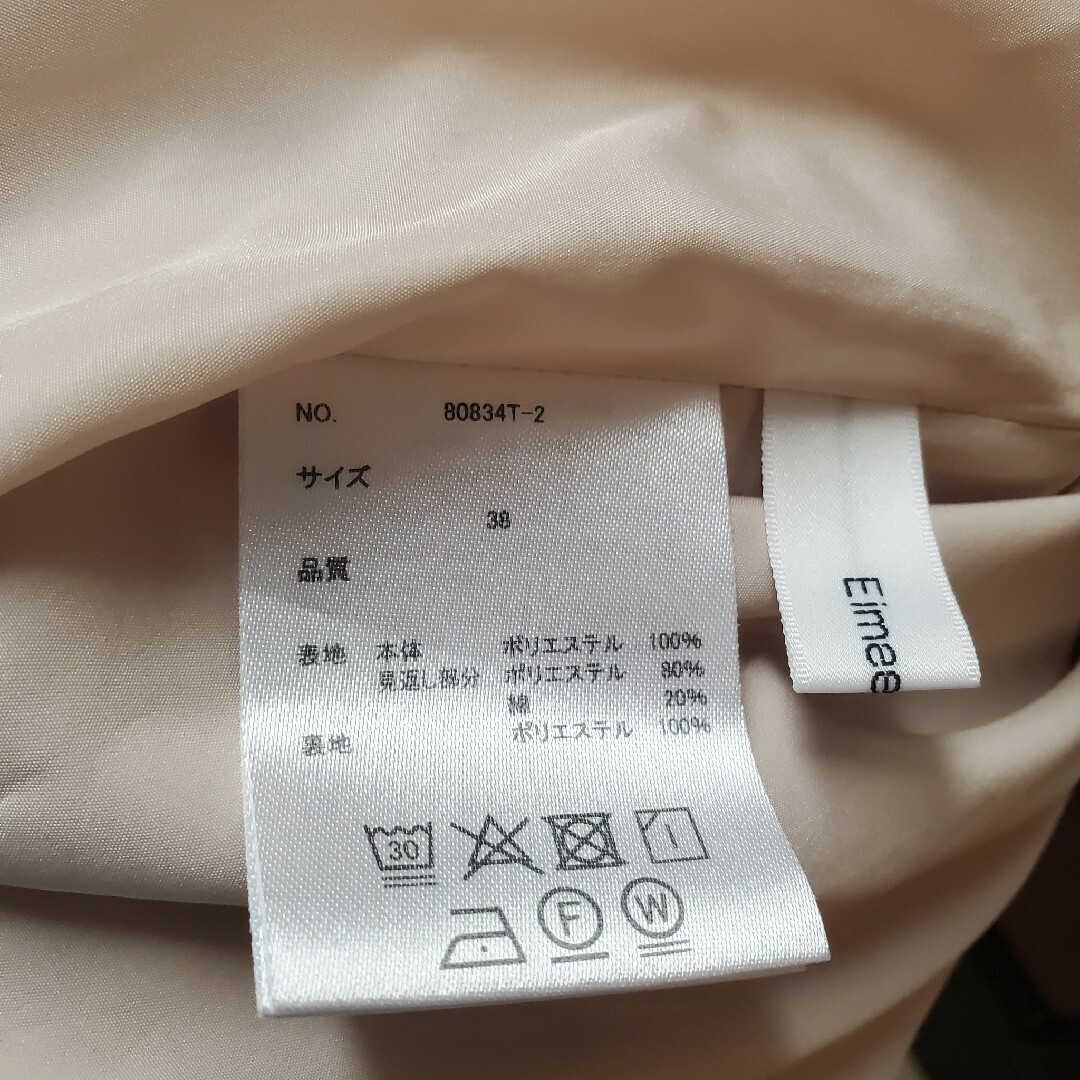 NO. 80834T-2
サイズ
38
品質
表地 本体 ポリエステル 100%
見返し部分 ポリエステル 80%
綿 20%
裏地 ポリエステル 100%
30
F W
Eimee